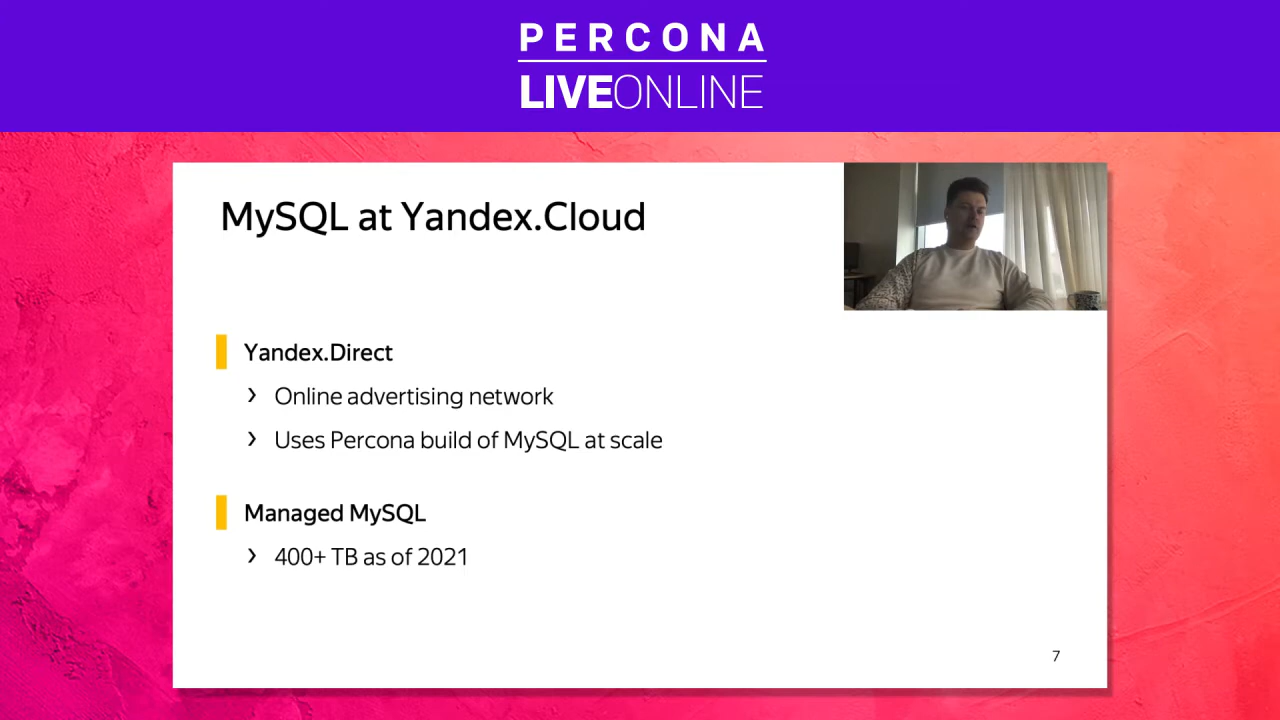 PERCONA
LIVEONLINE
MySQL at Yandex.Cloud
Yandex.Direct
› Online advertising network
› Uses Percona build of MySQL at scale
Managed MySQL
› 400+ TB as of 2021
7